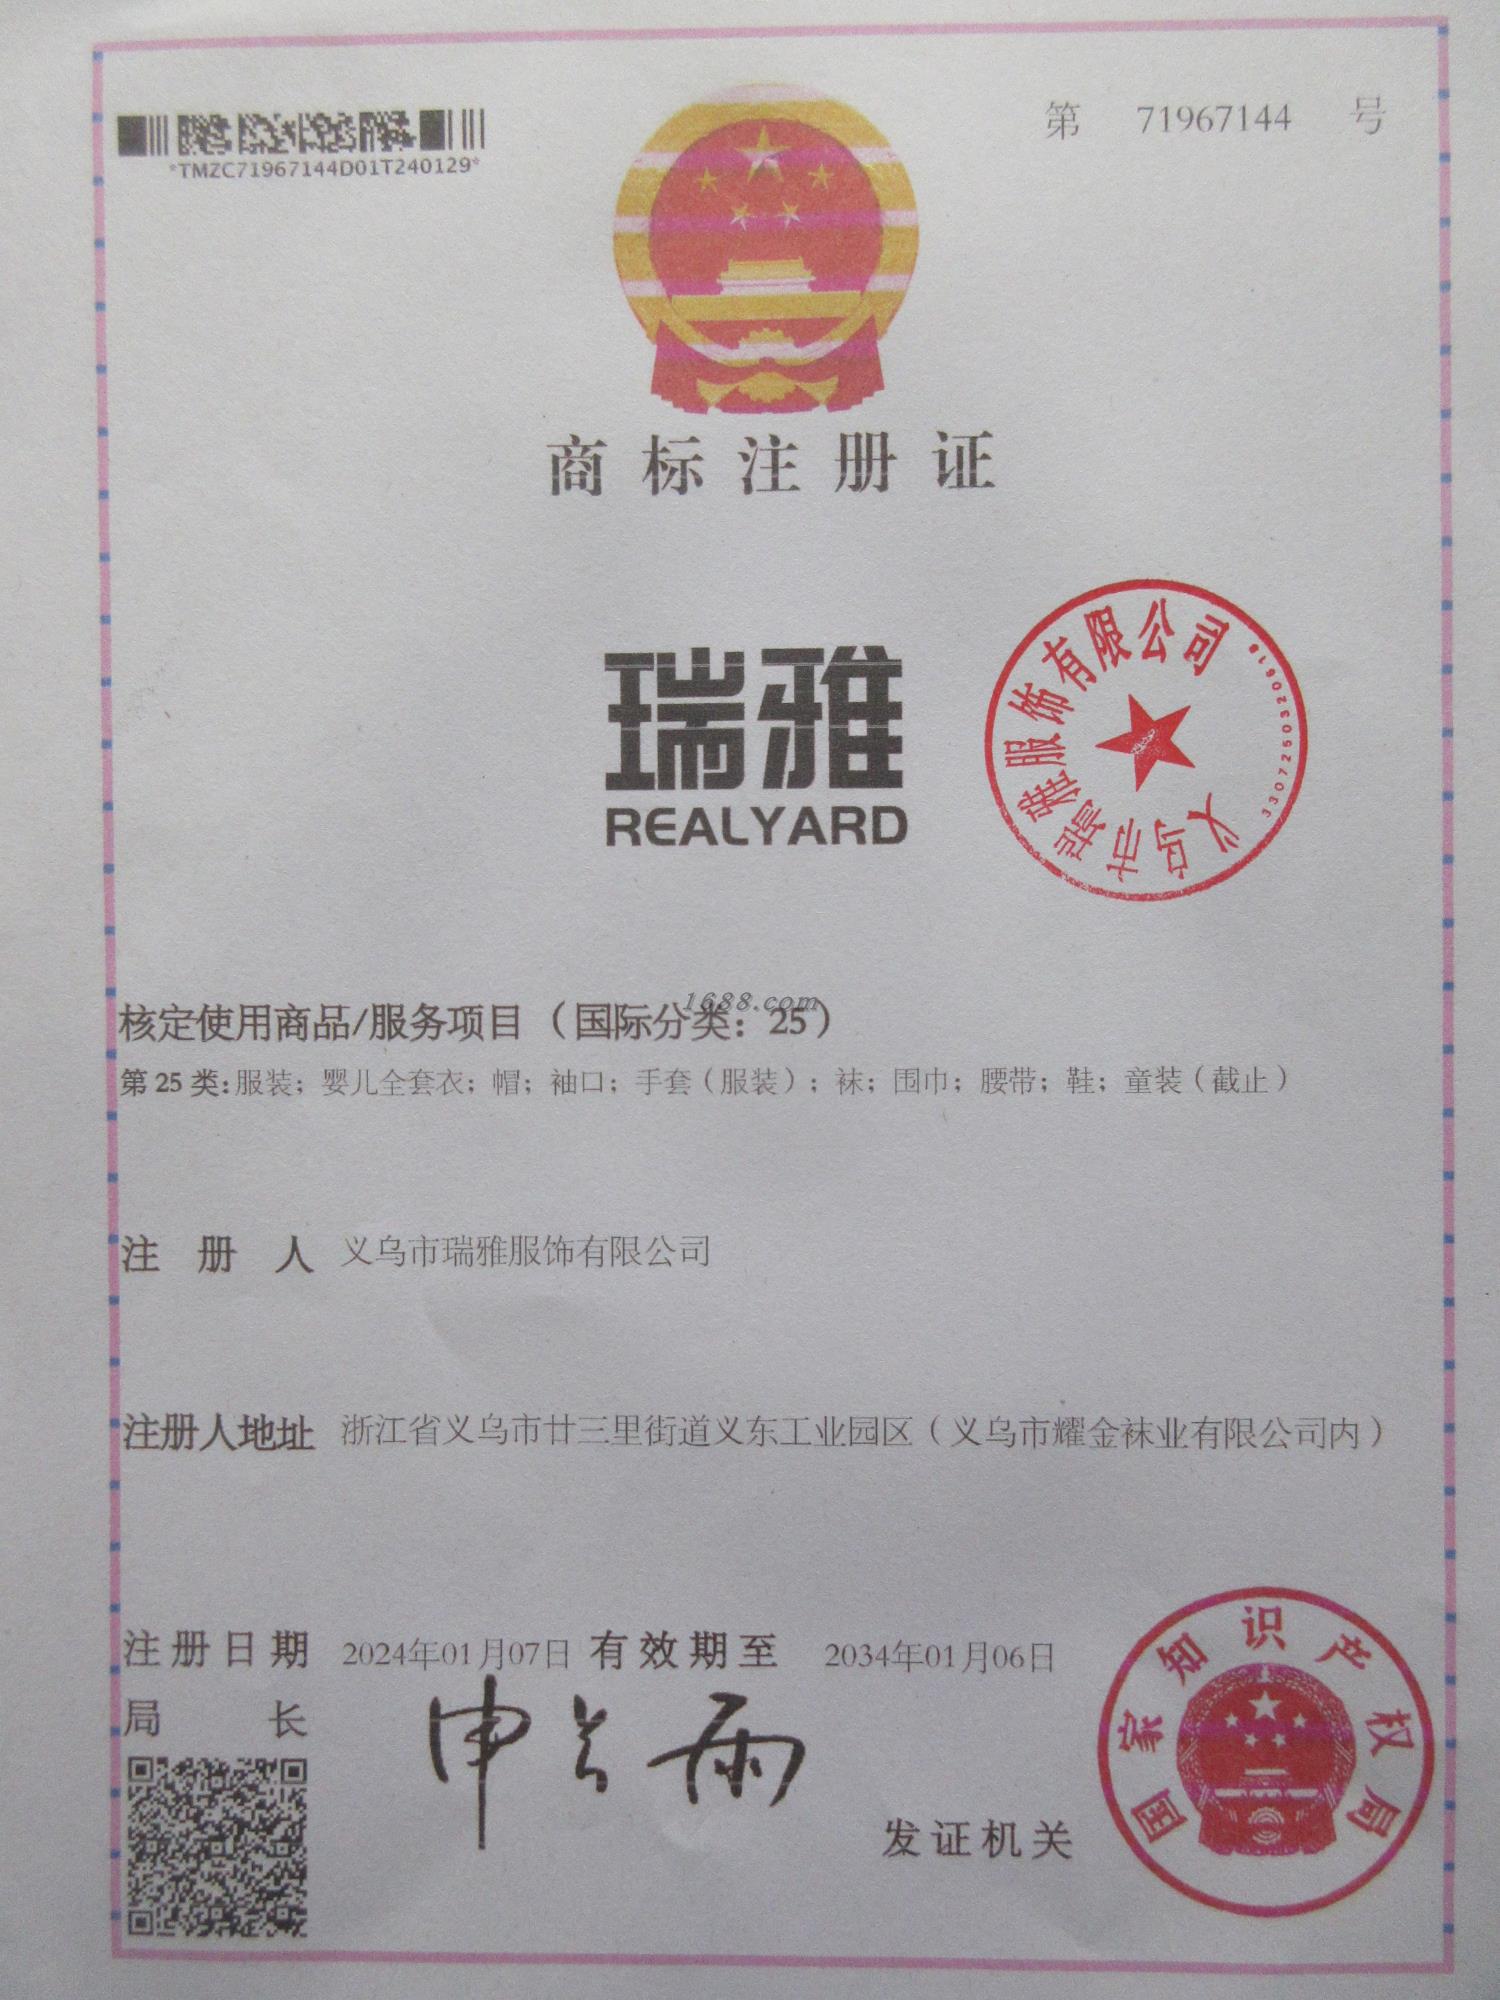 *TMZC71967144D01T240129*
第 71967144 号
商标注册证
瑞雅
REALYARD
义乌市瑞雅服饰有限公司
1688.com
核定使用商品/服务项目（国际分类：25）
第25类：服装；婴儿全套衣；帽；袖口；手套（服装）；袜；围巾；腰带；鞋；童装（截止）
注册人 义乌市瑞雅服饰有限公司
注册人地址 浙江省义乌市廿三里街道义东工业园区（义乌市耀金袜业有限公司内）
注册日期 2024年01月07日 有效期至 2034年01月06日
局长 申长雨
发证机关
国家知识产权局